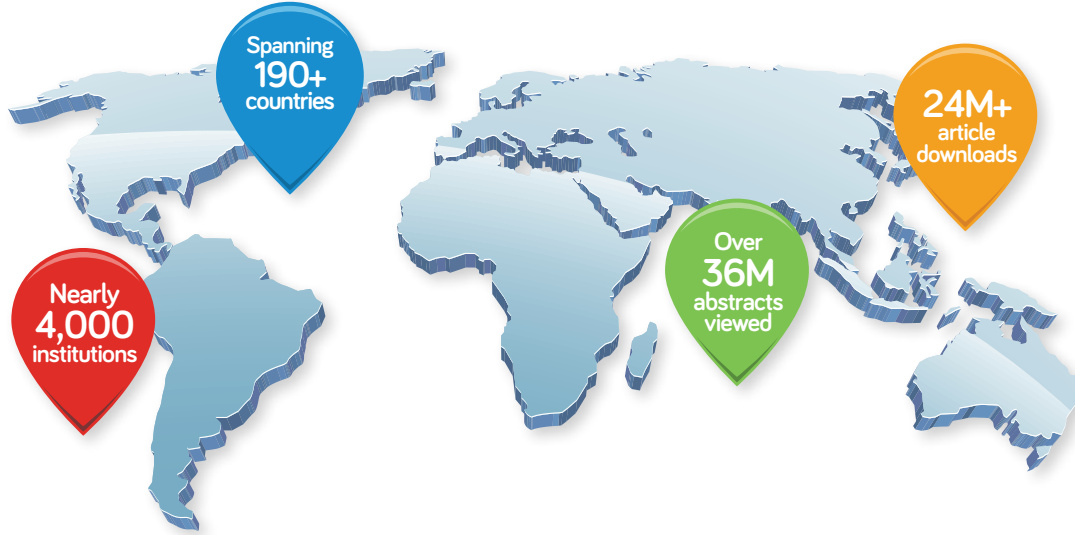 Spanning
190+
countries
24M+
article
downloads
Over
36M
abstracts
viewed
Nearly
4,000
institutions